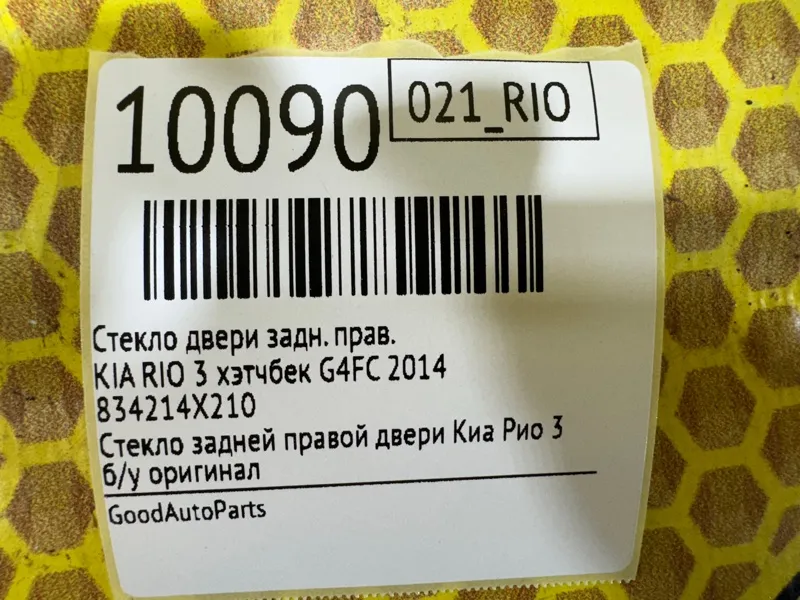 10090
021_RIO
Стекло двери задн. прав.
KIA RIO 3 хэтчбек G4FC 2014
834214X210
Стекло задней правой двери Киа Рио 3
б/у оригинал
GoodAutoParts